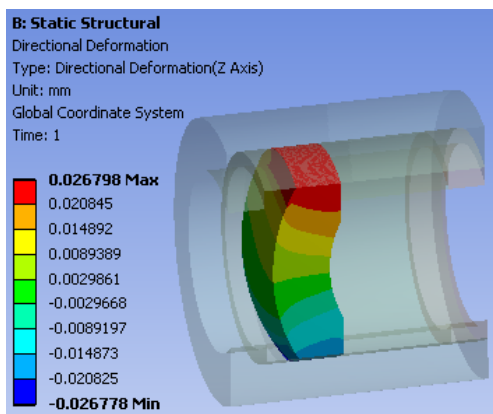 B: Static Structural
Directional Deformation
Type: Directional Deformation(Z Axis)
Unit: mm
Global Coordinate System
Time: 1
0.026798 Max
0.020845
0.014892
0.0089389
0.0029861
-0.0029668
-0.0089197
-0.014873
-0.020825
-0.026778 Min